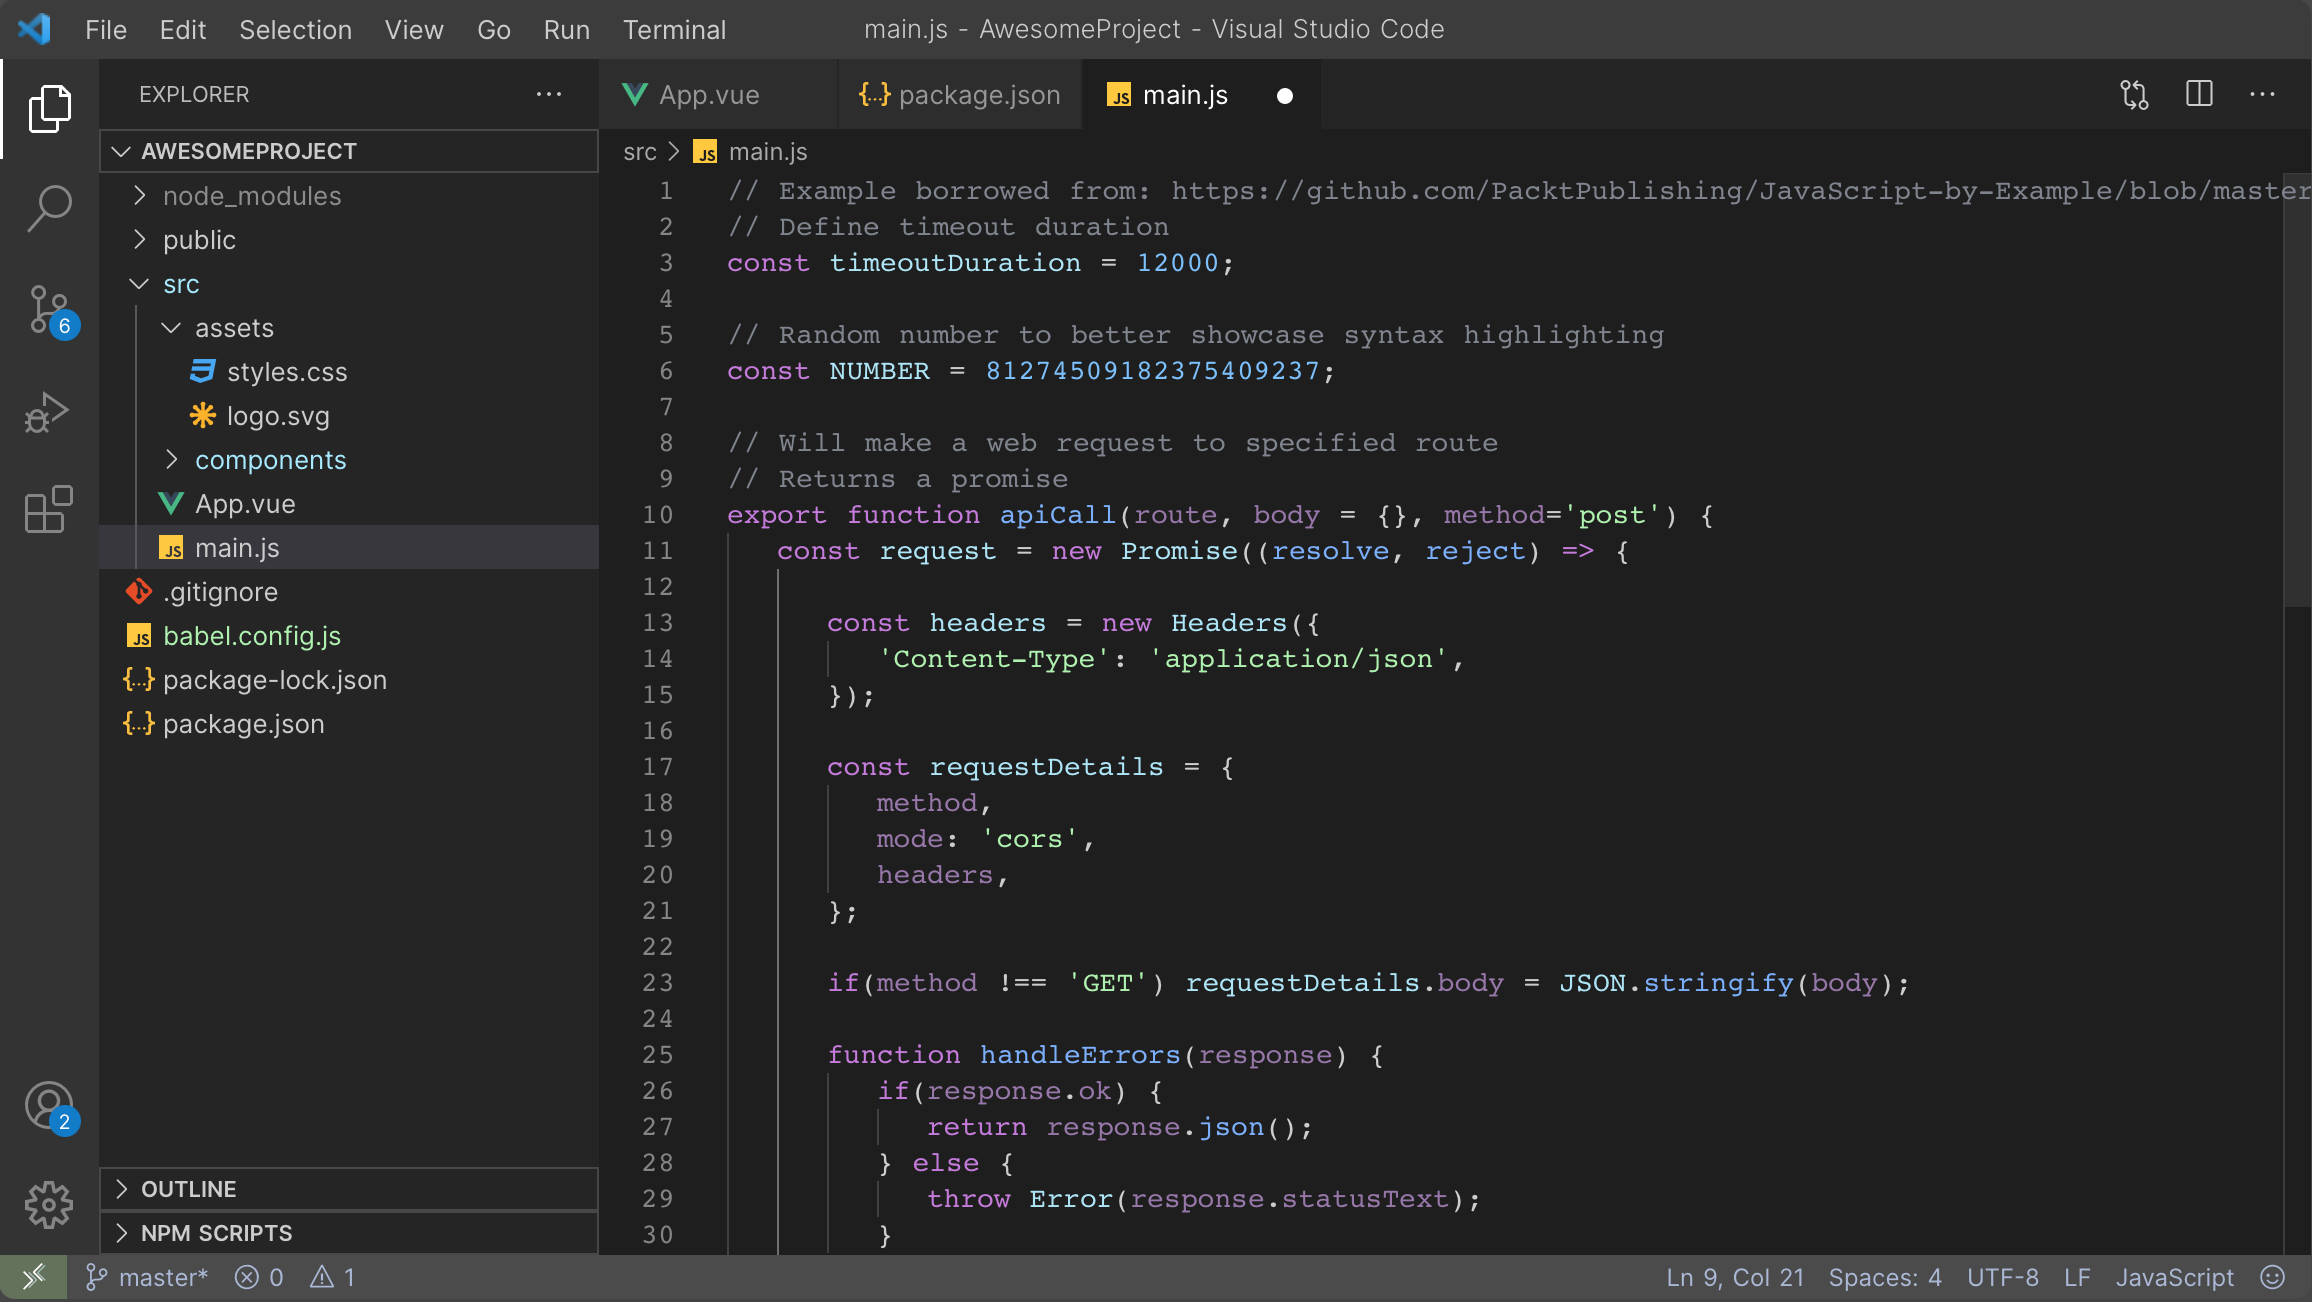 File Edit Selection View Go Run Terminal
main.js - AwesomeProject - Visual Studio Code
EXPLORER
AWESOMEPROJECT
node_modules
public
src
assets
styles.css
logo.svg
components
App.vue
JS main.js
.gitignore
JS babel.config.js
{...} package-lock.json
{...} package.json
OUTLINE
NPM SCRIPTS
6
2
App.vue
{...} package.json
JS main.js
src > JS main.js
1 // Example borrowed from: https://github.com/PacktPublishing/JavaScript-by-Example/blob/master
2 // Define timeout duration
3 const timeoutDuration = 12000;
4
5 // Random number to better showcase syntax highlighting
6 const NUMBER = 81274509182375409237;
7
8 // Will make a web request to specified route
9 // Returns a promise
10 export function apiCall(route, body = {}, method='post') {
11 const request = new Promise((resolve, reject) => {
12
13 const headers = new Headers({
14 'Content-Type': 'application/json',
15 });
16
17 const requestDetails = {
18 method,
19 mode: 'cors',
20 headers,
21 };
22
23 if(method !== 'GET') requestDetails.body = JSON.stringify(body);
24
25 function handleErrors(response) {
26 if(response.ok) {
27 return response.json();
28 } else {
29 throw Error(response.statusText);
30 }
master* 0 1
Ln 9, Col 21 Spaces: 4 UTF-8 LF JavaScript